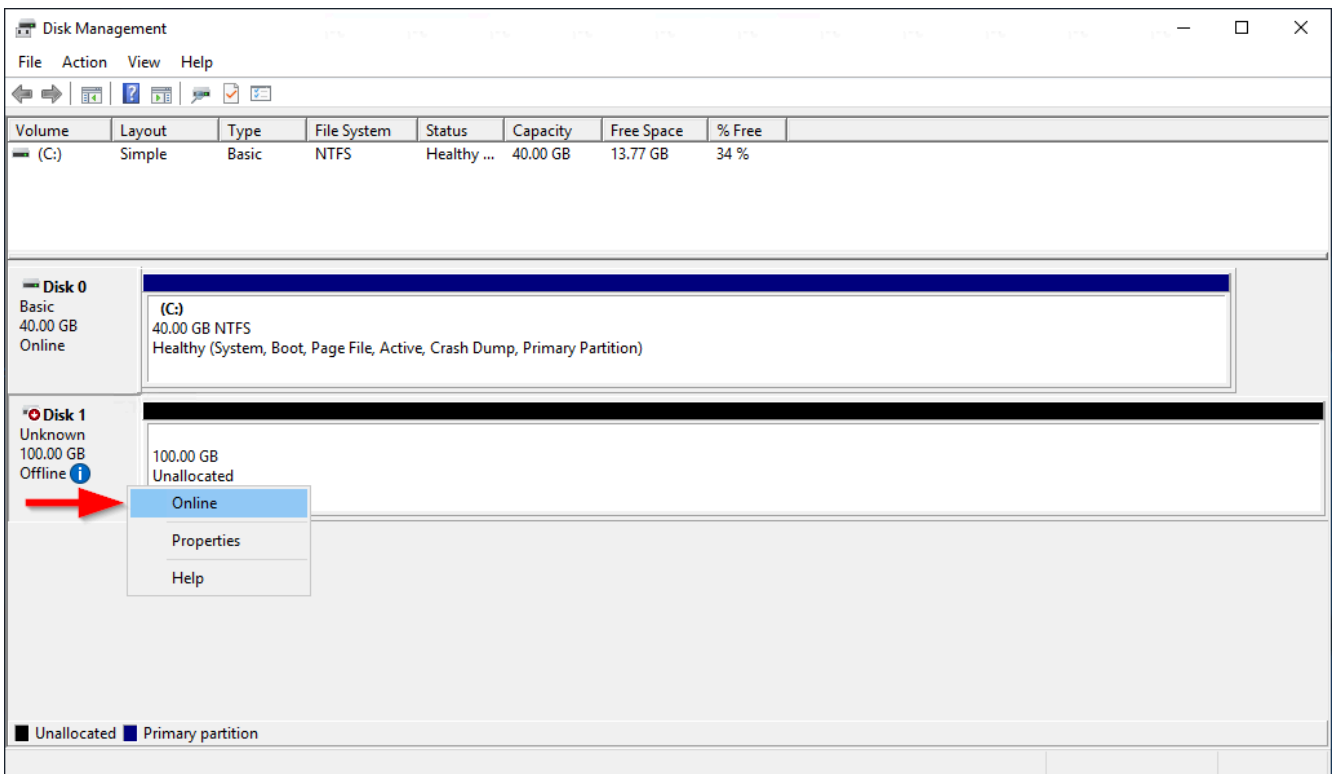 Disk Management
File Action View Help
Volume Layout Type File System Status Capacity Free Space % Free
(C:) Simple Basic NTFS Healthy ... 40.00 GB 13.77 GB 34 %
Disk 0
Basic
40.00 GB
Online
(C:)
40.00 GB NTFS
Healthy (System, Boot, Page File, Active, Crash Dump, Primary Partition)
Disk 1
Unknown
100.00 GB
Offline
100.00 GB
Unallocated
Online
Properties
Help
Unallocated Primary partition